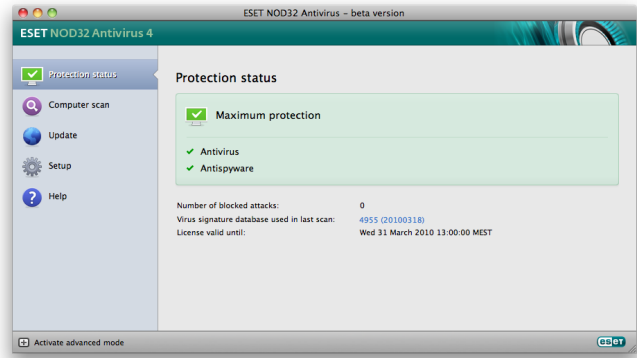 ESET NOD32 Antivirus – beta version
ESET NOD32 Antivirus 4
Protection status
Computer scan
Update
Setup
Help
Protection status
Maximum protection
Antivirus
Antispyware
Number of blocked attacks: 0
Virus signature database used in last scan: 4955 (20100318)
License valid until: Wed 31 March 2010 13:00:00 MEST
Activate advanced mode
eset